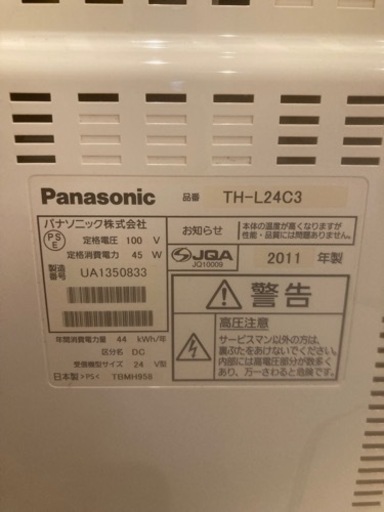 Panasonic 品番 TH-L24C3
パナソニック株式会社
PSE
定格電圧 100 V
定格消費電力 45 W
製造番号 UA1350833
お知らせ
本体の温度が高くなりますが
性能・品質には問題ありません
JQA
JQ10009
2011 年製
警告
高圧注意
サービスマン以外の方は、
裏ぶたをあけないでください。
内部には高電圧部分が数多く
あり、万一さわると危険です。
年間消費電力量 44 kWh/年
区分名 DC
受信機型サイズ 24 V型
日本製 >PS< TBMH958